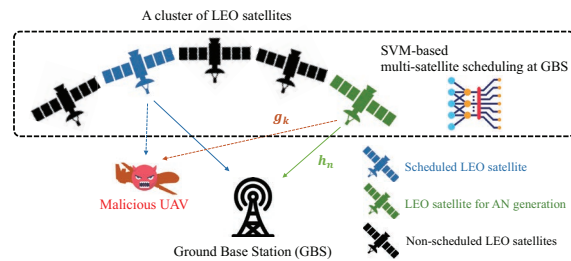 A cluster of LEO satellites
SVM-based
multi-satellite scheduling at GBS
g_k
h_n
Malicious UAV
Ground Base Station (GBS)
Scheduled LEO satellite
LEO satellite for AN generation
Non-scheduled LEO satellites